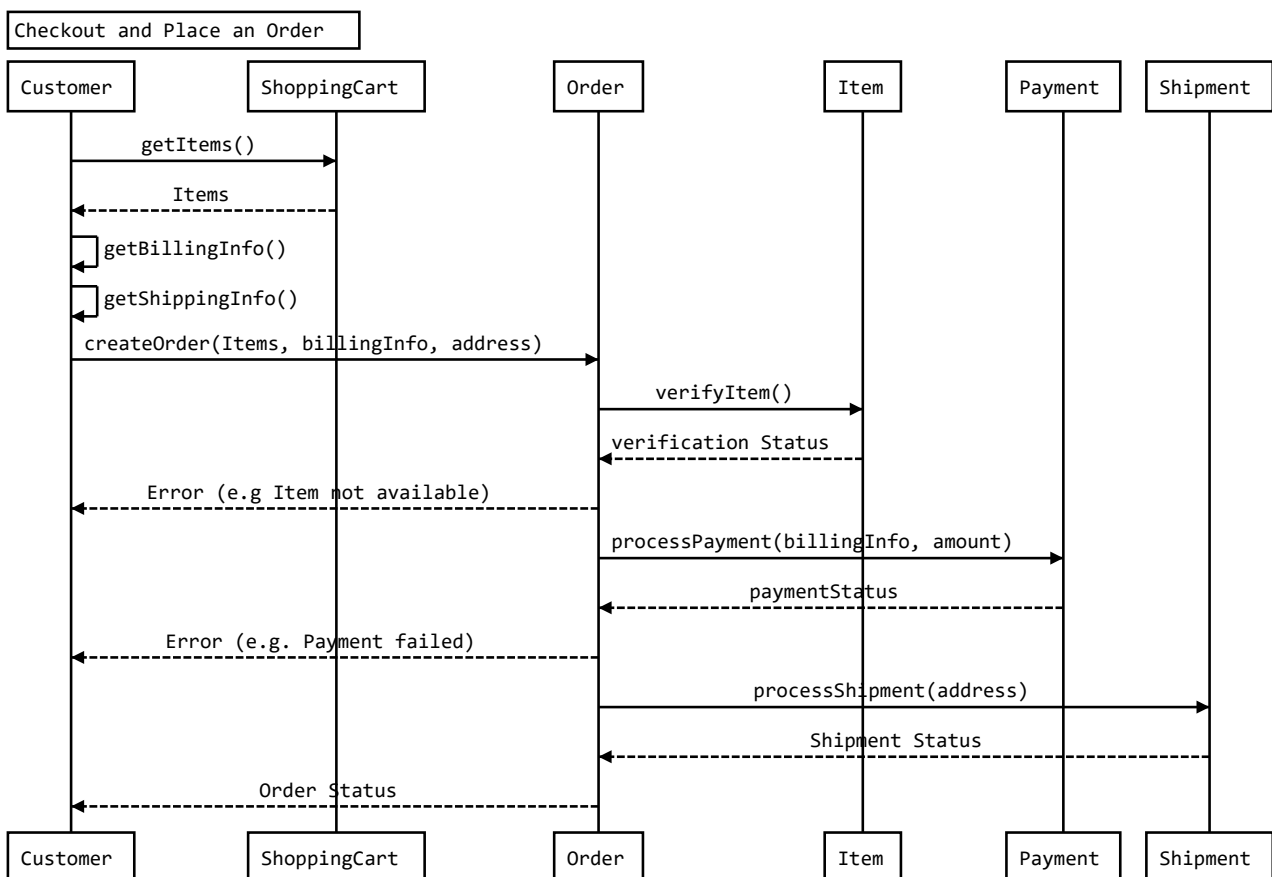 Checkout and Place an Order
Customer ShoppingCart Order Item Payment Shipment
getItems()
Items
getBillingInfo()
getShippingInfo()
createOrder(Items, billingInfo, address)
verifyItem()
verification Status
Error (e.g Item not available)
processPayment(billingInfo, amount)
paymentStatus
Error (e.g. Payment failed)
processShipment(address)
Shipment Status
Order Status
Customer ShoppingCart Order Item Payment Shipment